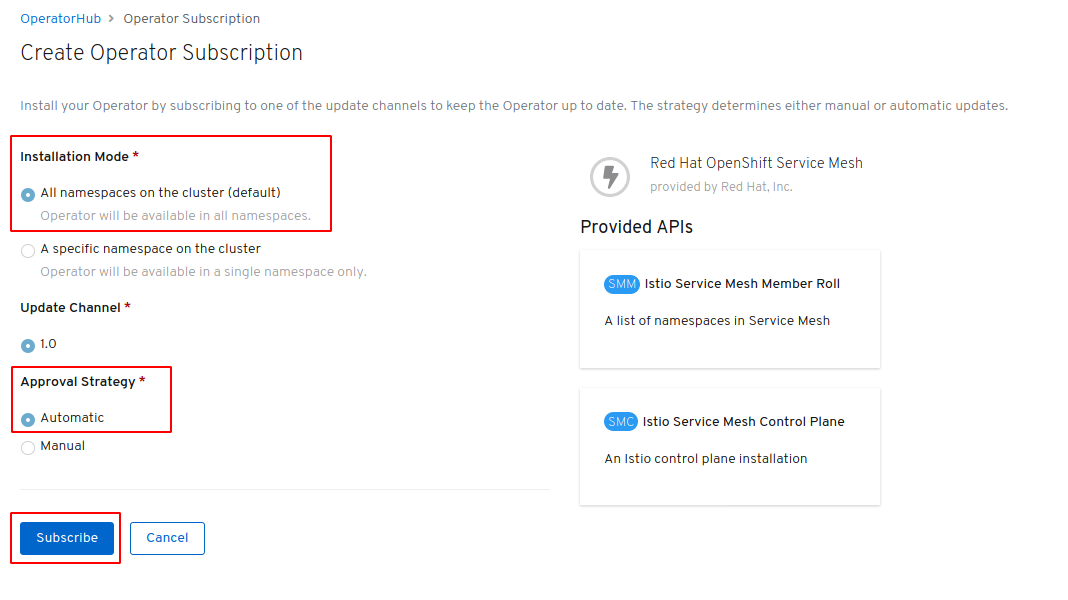 OperatorHub > Operator Subscription
Create Operator Subscription
Install your Operator by subscribing to one of the update channels to keep the Operator up to date. The strategy determines either manual or automatic updates.
Installation Mode *
All namespaces on the cluster (default)
Operator will be available in all namespaces.
A specific namespace on the cluster
Operator will be available in a single namespace only.
Update Channel *
1.0
Approval Strategy *
Automatic
Manual
Subscribe
Cancel
Red Hat OpenShift Service Mesh
provided by Red Hat, Inc.
Provided APIs
SMM Istio Service Mesh Member Roll
A list of namespaces in Service Mesh
SMC Istio Service Mesh Control Plane
An Istio control plane installation